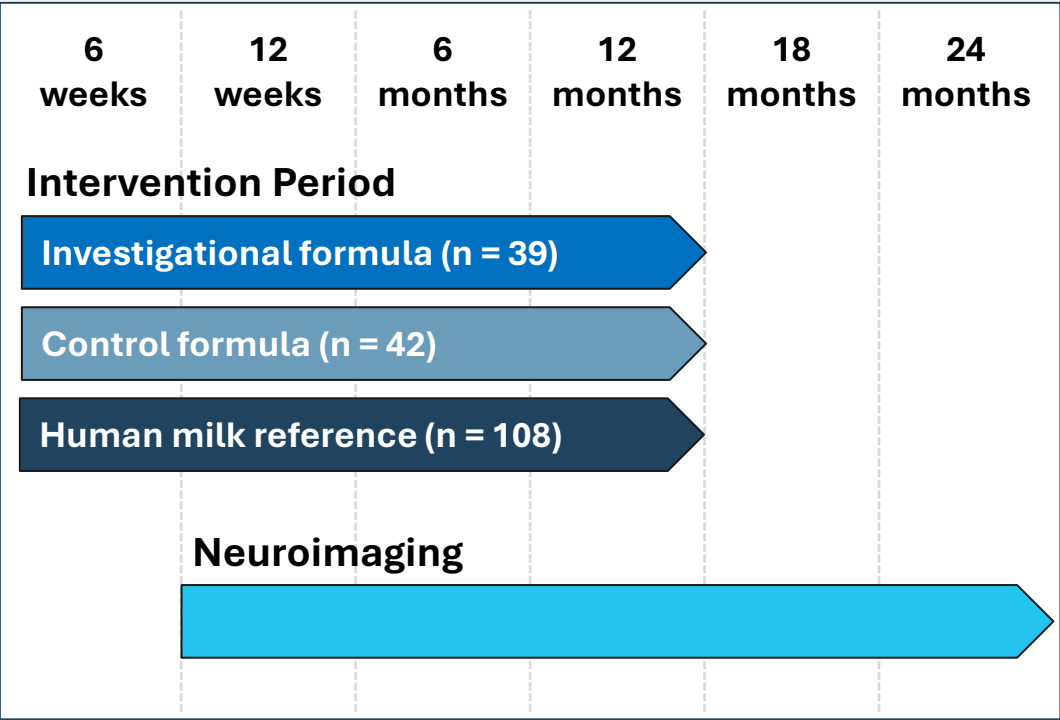 6 12 6 12 18 24
weeks weeks months months months months
Intervention Period
Investigational formula (n = 39)
Control formula (n = 42)
Human milk reference (n = 108)
Neuroimaging